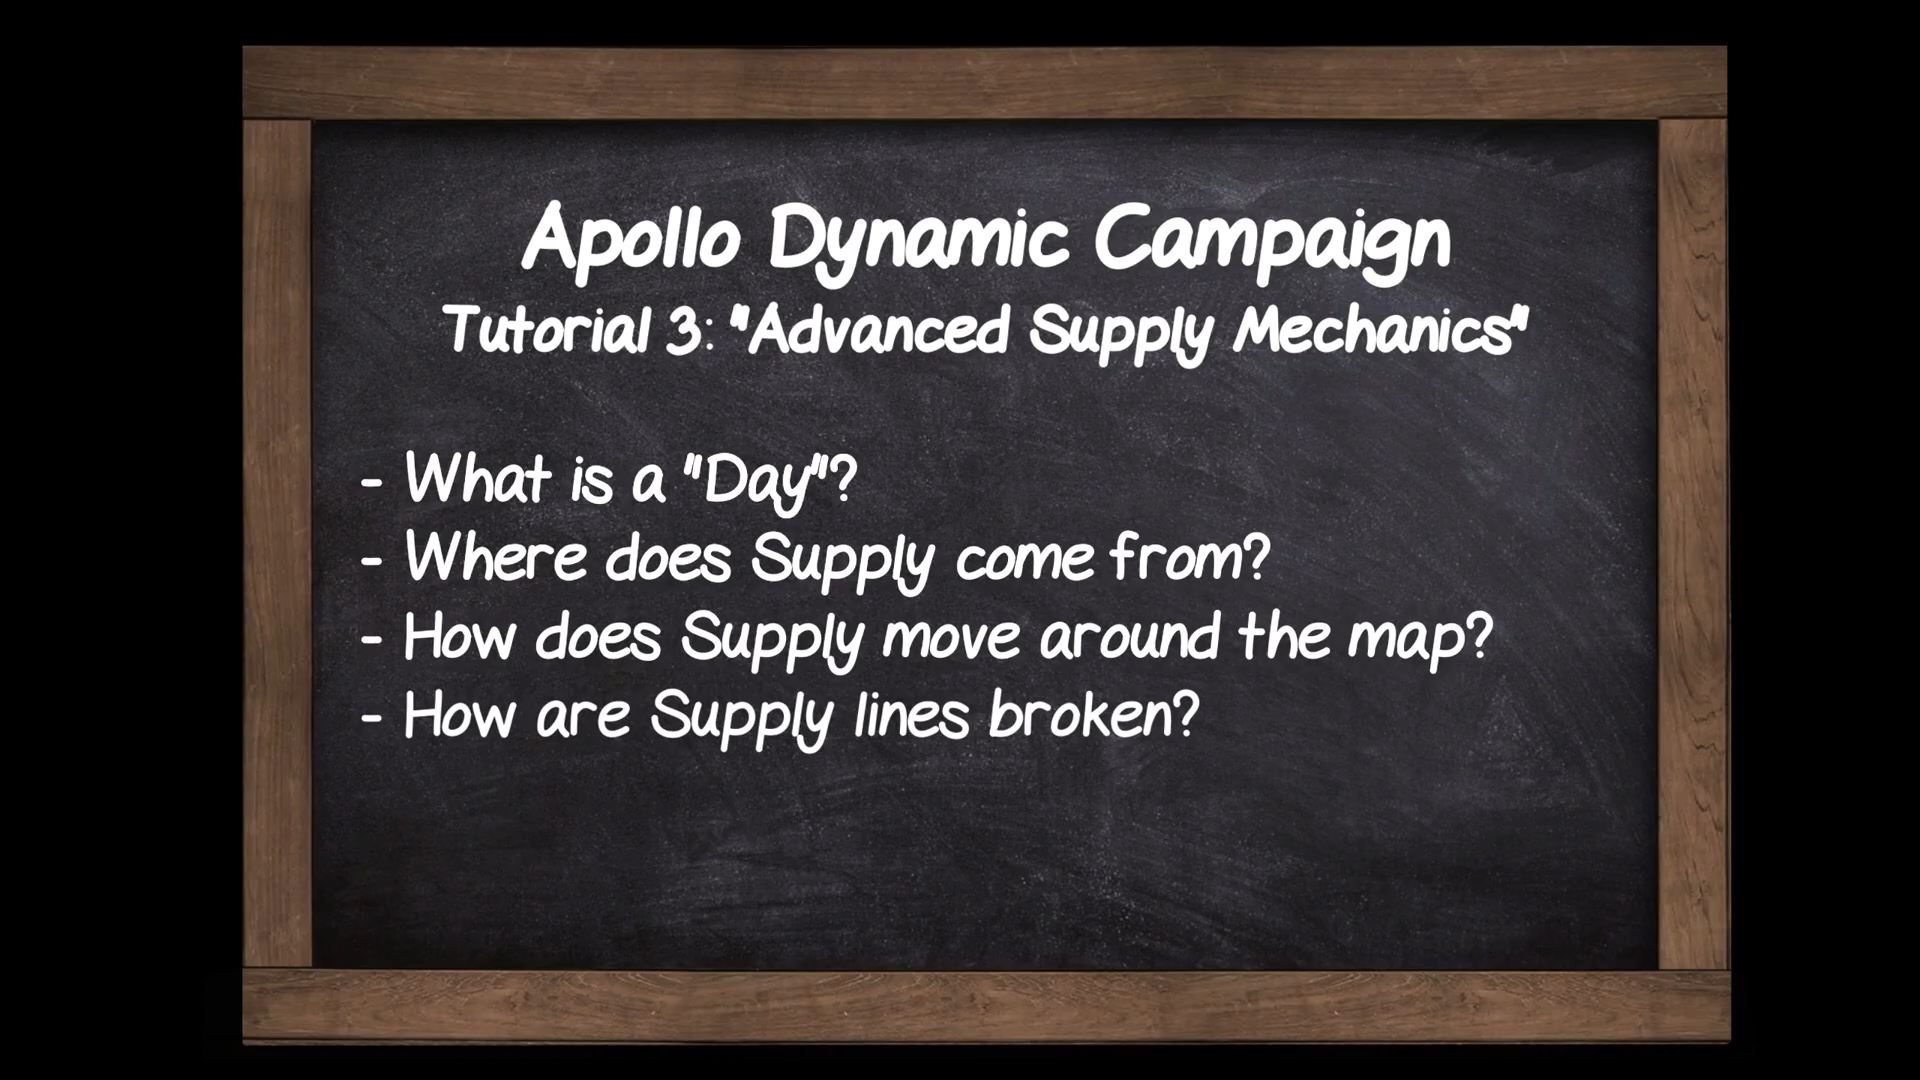 Apollo Dynamic Campaign
Tutorial 3: "Advanced Supply Mechanics"
- What is a "Day"?
- Where does Supply come from?
- How does Supply move around the map?
- How are Supply lines broken?